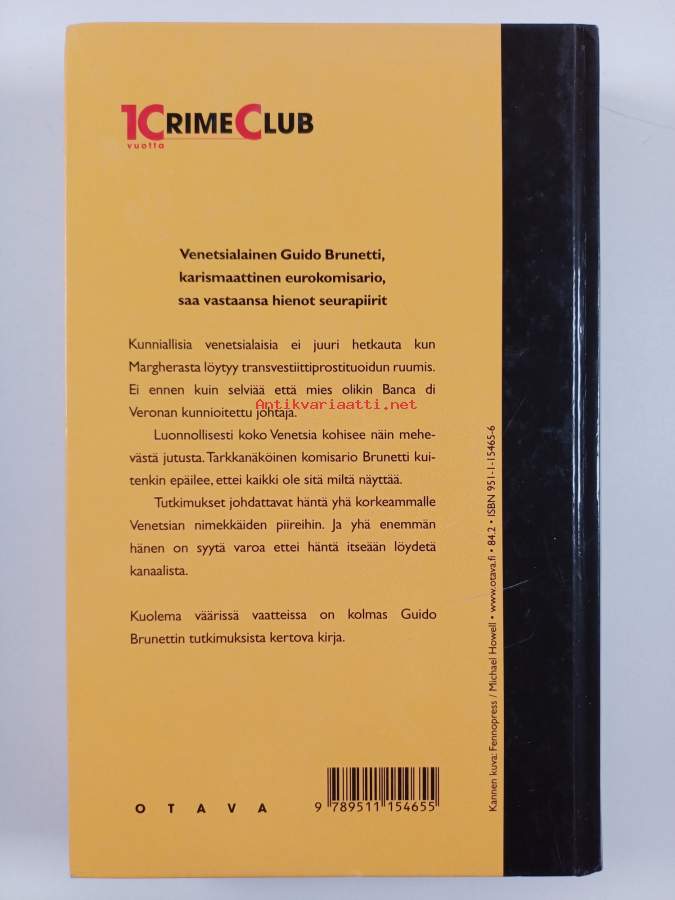 1CRIMECLUB
vuotta
Venetsialainen Guido Brunetti,
karismaattinen eurokomisario,
saa vastaansa hienot seurapiirit
Kunniallisia venetsialaisia ei juuri hetkauta kun
Margherasta löytyy transvestiittiprostituoidun ruumis.
Ei ennen kuin selviää että mies olikin Banca di
Veronan kunnioitettu johtaja.
Antikvariaatti.net
Luonnollisesti koko Venetsia kohisee näin mehe-
västä jutusta. Tarkkanäköinen komisario Brunetti kui-
tenkin epäilee, ettei kaikki ole sitä miltä näyttää.
Tutkimukset johdattavat häntä yhä korkeammalle
Venetsian nimekkäiden piireihin. Ja yhä enemmän
hänen on syytä varoa ettei häntä itseään löydetä
kanaalista.
Kuolema väärissä vaatteissa on kolmas Guido
Brunettin tutkimuksista kertova kirja.
OTAVA
9 789511 154655
Kannen kuva: Fennopress / Michael Howell • www.otava.fi • 84.2 • ISBN 951-1-15465-6